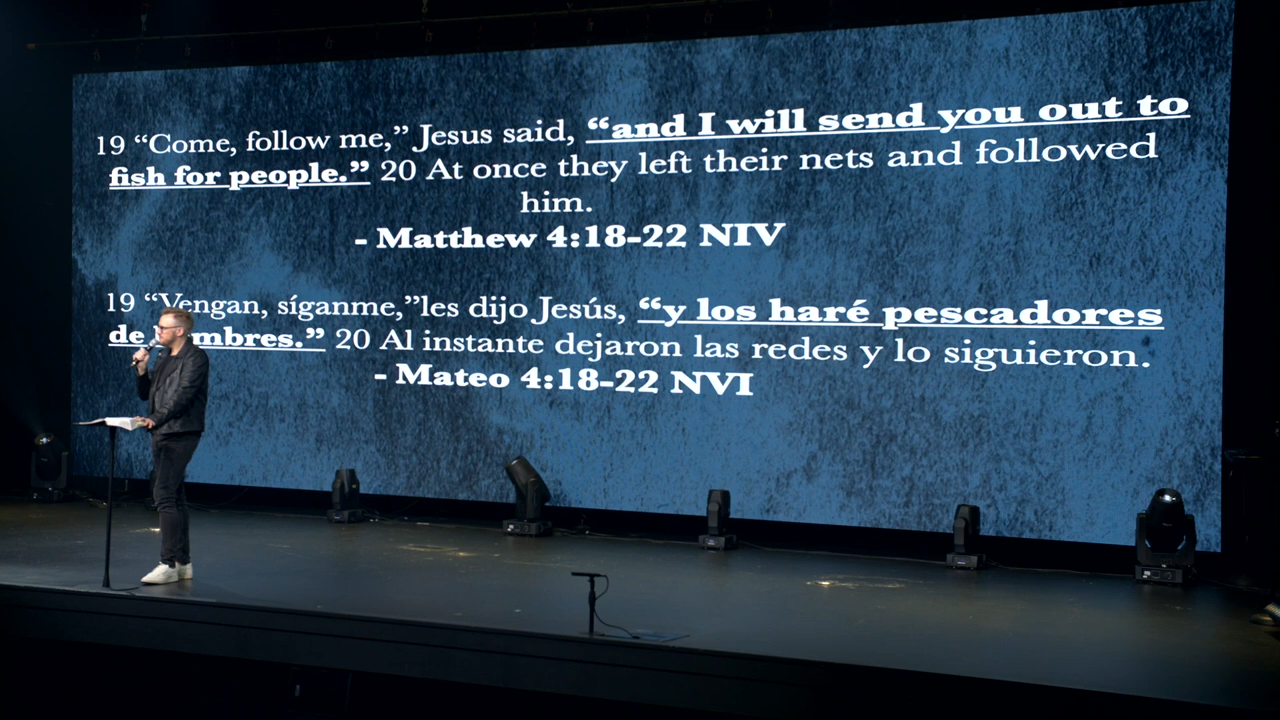 19 “Come, follow me,” Jesus said, “and I will send you out to
fish for people.” 20 At once they left their nets and followed
him.
- Matthew 4:18-22 NIV
19 “Vengan, síganme,”les dijo Jesús, “y los haré pescadores
de mbres.” 20 Al instante dejaron las redes y lo siguieron.
- Mateo 4:18-22 NVI